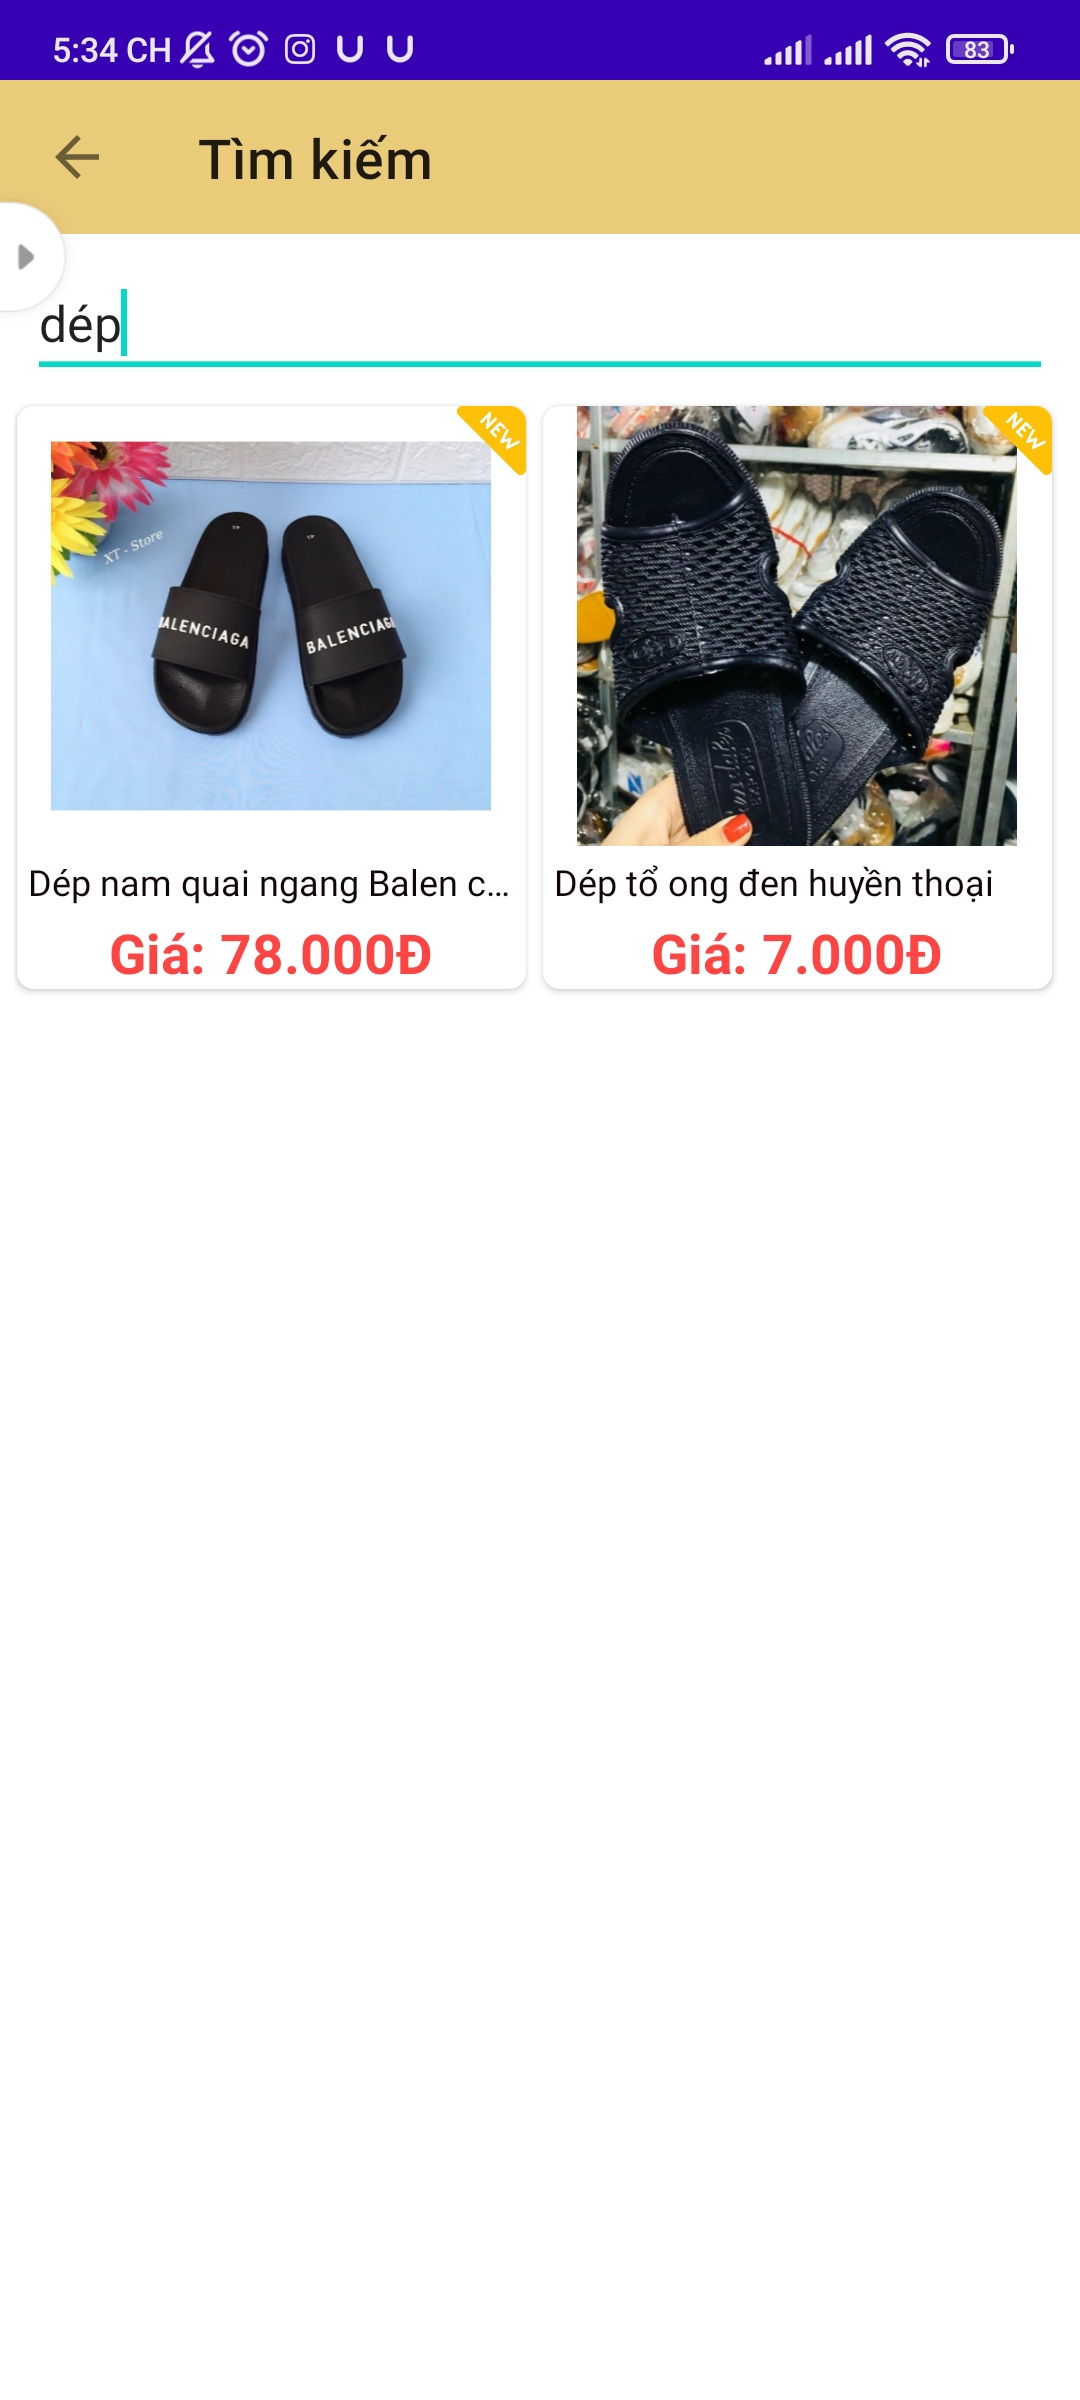 5:34 CH
83
Tìm kiếm
dép
NEW
NEW
XT - Store
BALENCIAGA
BALENCIAGA
Dép nam quai ngang Balen c...
Dép tổ ong đen huyền thoại
Giá: 78.000Đ
Giá: 7.000Đ